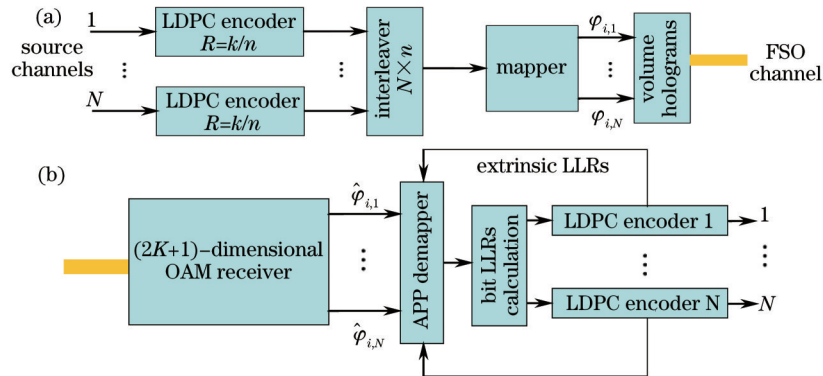 (a)
1
source
channels
...
N
LDPC encoder
R=k/n
...
LDPC encoder
R=k/n
...
interleaver
N×n
mapper
φi,1
...
φi,N
volume
holograms
FSO
channel
(b)
(2K+1)-dimensional
OAM receiver
φ̂i,1
...
φ̂i,N
APP demapper
extrinsic LLRs
bit LLRs
calculation
LDPC encoder 1
...
LDPC encoder N
1
...
N